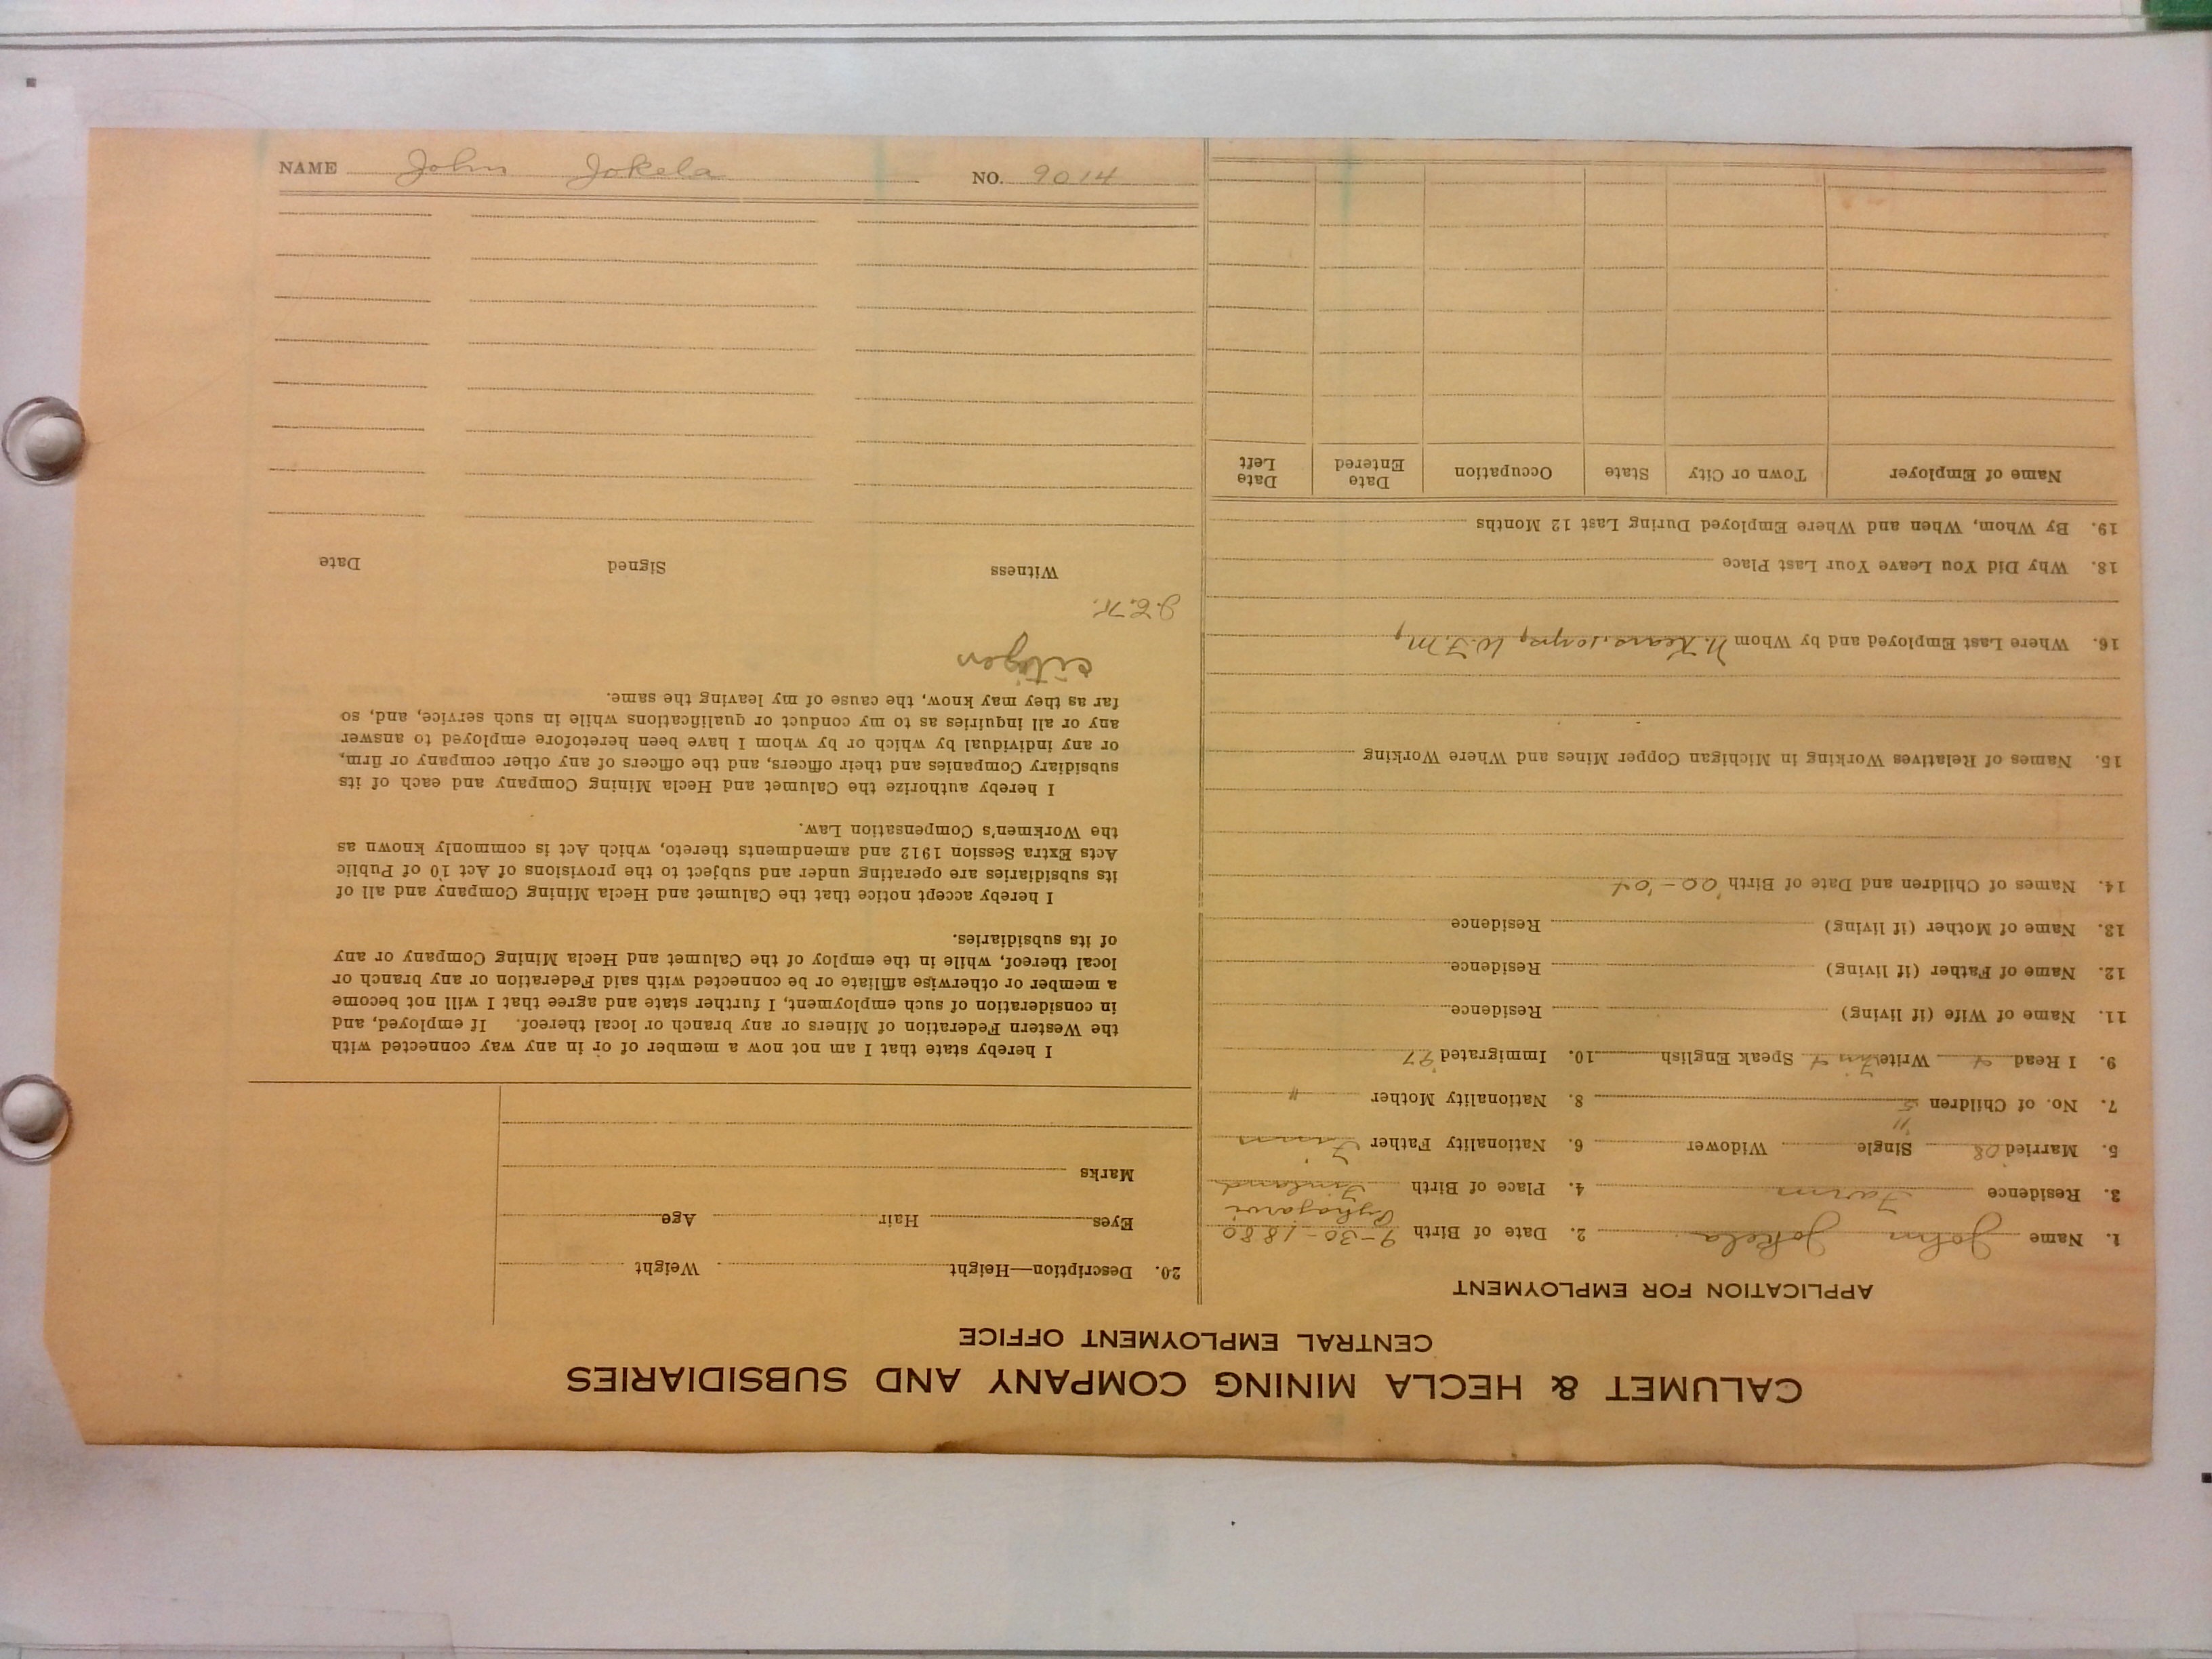 CALUMET & HECLA MINING COMPANY AND SUBSIDIARIES
CENTRAL EMPLOYMENT OFFICE
APPLICATION FOR EMPLOYMENT
1. Name John Jokela 2. Date of Birth 9-30-1880
Pyhajarvi
3. Residence Farm 4. Place of Birth Finland
5. Married '08 Single Widower 6. Nationality Father Finn
7. No. of Children 5 8. Nationality Mother "
9. I Read Write Speak English 10. Immigrated '97
11. Name of Wife (if living) Residence
12. Name of Father (if living) Residence
13. Name of Mother (if living) Residence
14. Names of Children and Date of Birth '00-'04
15. Names of Relatives Working in Michigan Copper Mines and Where Working
16. Where Last Employed and by Whom N. Kears. W.F.M,
18. Why Did You Leave Your Last Place
19. By Whom, When and Where Employed During Last 12 Months
Name of Employer Town or City State Occupation Date Entered Date Left
20. Description—Height Weight
Eyes Hair Age
Marks
I hereby state that I am not now a member of or in any way connected with
the Western Federation of Miners or any branch or local thereof. If employed, and
in consideration of such employment, I further state and agree that I will not become
a member or otherwise affiliate or be connected with said Federation or any branch or
local thereof, while in the employ of the Calumet and Hecla Mining Company or any
of its subsidiaries.
I hereby accept notice that the Calumet and Hecla Mining Company and all of
its subsidiaries are operating under and subject to the provisions of Act 10 of Public
Acts Extra Session 1912 and amendments thereto, which Act is commonly known as
the Workmen's Compensation Law.
I hereby authorize the Calumet and Hecla Mining Company and each of its
subsidiary Companies and their officers, and the officers of any other company or firm,
or any individual by which or by whom I have been heretofore employed to answer
any or all inquiries as to my conduct or qualifications while in such service, and, so
far as they may know, the cause of my leaving the same.
citizen
J.E.K.
Witness Signed Date
NAME John Jokela NO. 9014